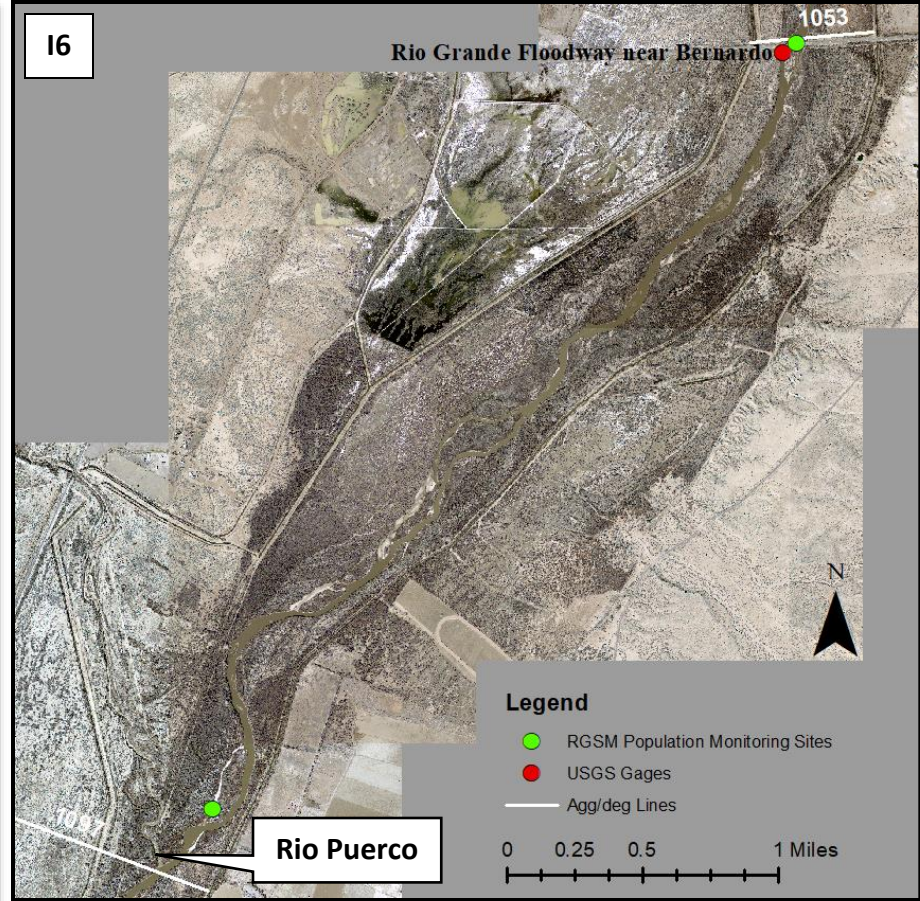 I6
1053
Rio Grande Floodway near Bernardo
N
Legend
RGSM Population Monitoring Sites
USGS Gages
Agg/deg Lines
1097
Rio Puerco
0 0.25 0.5 1 Miles